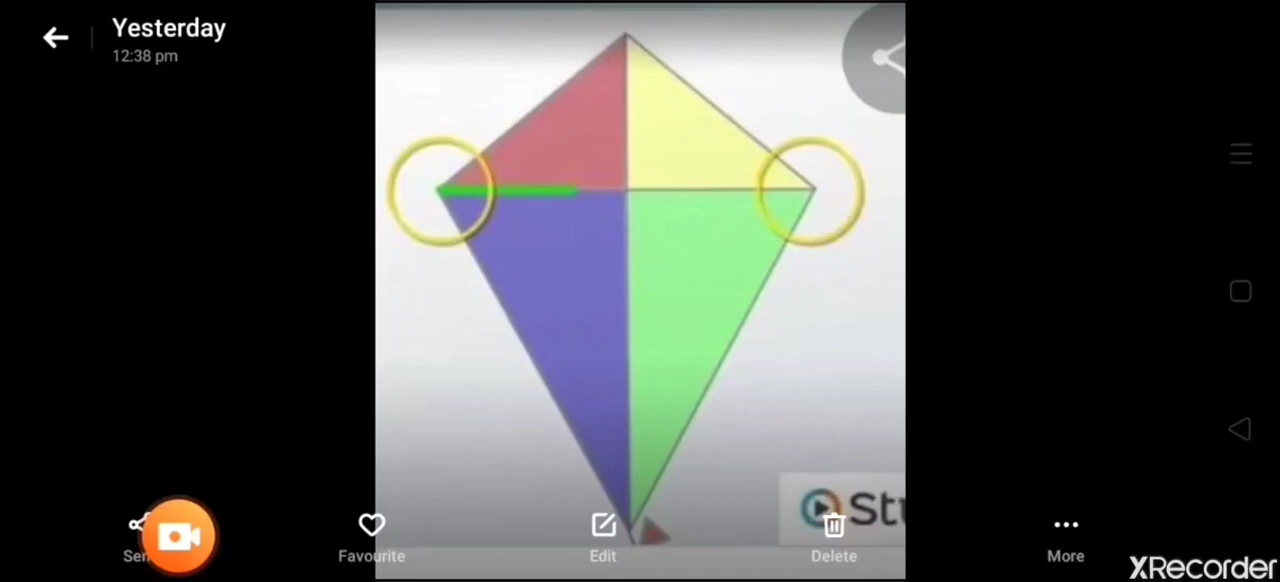 Yesterday
12:38 pm
Favourite
Edit
Delete
More
XRecorder